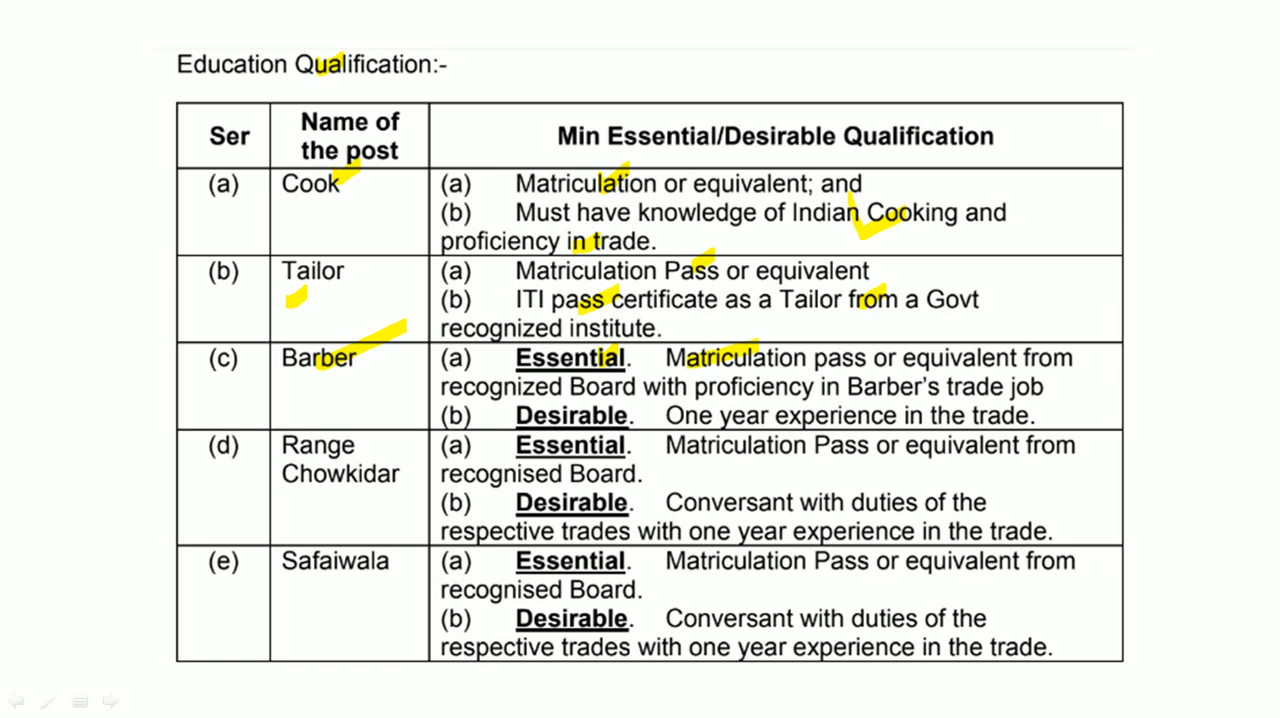 Education Qualification:-
Ser
Name of
the post
Min Essential/Desirable Qualification
(a) Cook (a) Matriculation or equivalent; and
(b) Must have knowledge of Indian Cooking and
proficiency in trade.
(b) Tailor (a) Matriculation Pass or equivalent
(b) ITI pass certificate as a Tailor from a Govt
recognized institute.
(c) Barber (a) Essential. Matriculation pass or equivalent from
recognized Board with proficiency in Barber’s trade job
(b) Desirable. One year experience in the trade.
(d) Range
Chowkidar
(a) Essential. Matriculation Pass or equivalent from
recognised Board.
(b) Desirable. Conversant with duties of the
respective trades with one year experience in the trade.
(e) Safaiwala (a) Essential. Matriculation Pass or equivalent from
recognised Board.
(b) Desirable. Conversant with duties of the
respective trades with one year experience in the trade.